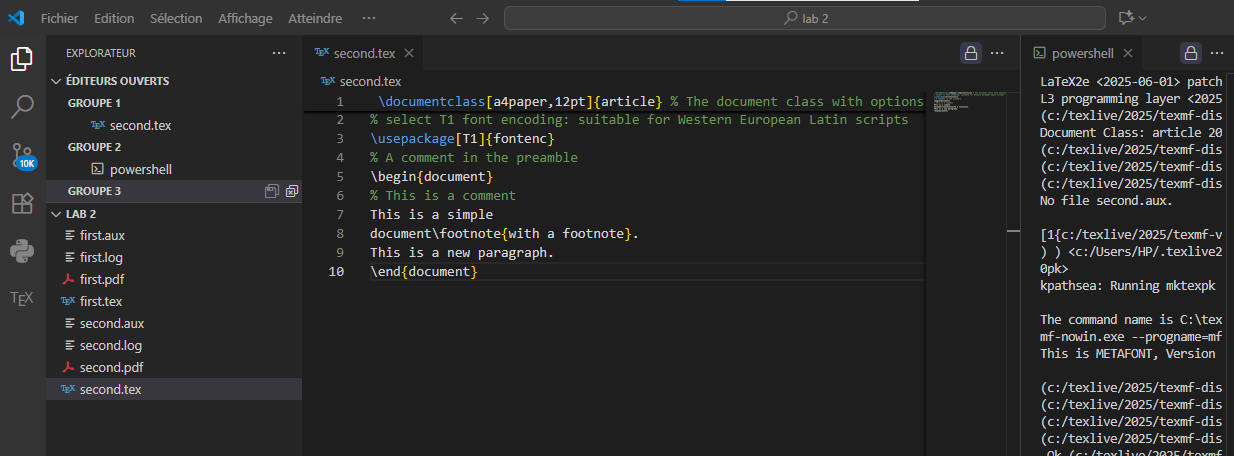 Fichier Edition Sélection Affichage Atteindre ··· lab 2
EXPLORATEUR ···
ÉDITEURS OUVERTS
GROUPE 1
TEX second.tex
GROUPE 2
powershell
GROUPE 3
LAB 2
first.aux
first.log
first.pdf
TEX first.tex
second.aux
second.log
second.pdf
TEX second.tex
10K
TEX
TEX second.tex
TEX second.tex
1 \documentclass[a4paper,12pt]{article} % The document class with options
2 % select T1 font encoding: suitable for Western European Latin scripts
3 \usepackage[T1]{fontenc}
4 % A comment in the preamble
5 \begin{document}
6 % This is a comment
7 This is a simple
8 document\footnote{with a footnote}.
9 This is a new paragraph.
10 \end{document}
powershell
LaTeX2e <2025-06-01> patch
L3 programming layer <2025
(c:/texlive/2025/texmf-dis
Document Class: article 20
(c:/texlive/2025/texmf-dis
(c:/texlive/2025/texmf-dis
(c:/texlive/2025/texmf-dis
No file second.aux.
[1{c:/texlive/2025/texmf-v
) ) <c:/Users/HP/.texlive2
0pk>
kpathsea: Running mktexpk
The command name is C:\tex
mf-nowin.exe --progname=mf
This is METAFONT, Version
(c:/texlive/2025/texmf-dis
(c:/texlive/2025/texmf-dis
(c:/texlive/2025/texmf-dis
(c:/texlive/2025/texmf-dis
Ok (c:/texlive/2025/texmf